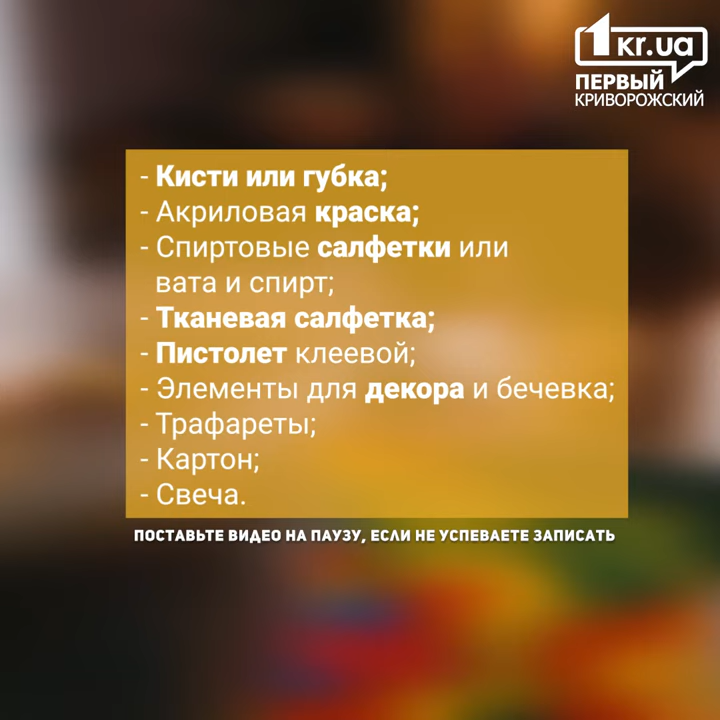 1kr.ua
ПЕРВЫЙ
КРИВОРОЖСКИЙ
- Кисти или губка;
- Акриловая краска;
- Спиртовые салфетки или
вата и спирт;
- Тканевая салфетка;
- Пистолет клеевой;
- Элементы для декора и бечевка;
- Трафареты;
- Картон;
- Свеча.
ПОСТАВЬТЕ ВИДЕО НА ПАУЗУ, ЕСЛИ НЕ УСПЕВАЕТЕ ЗАПИСАТЬ